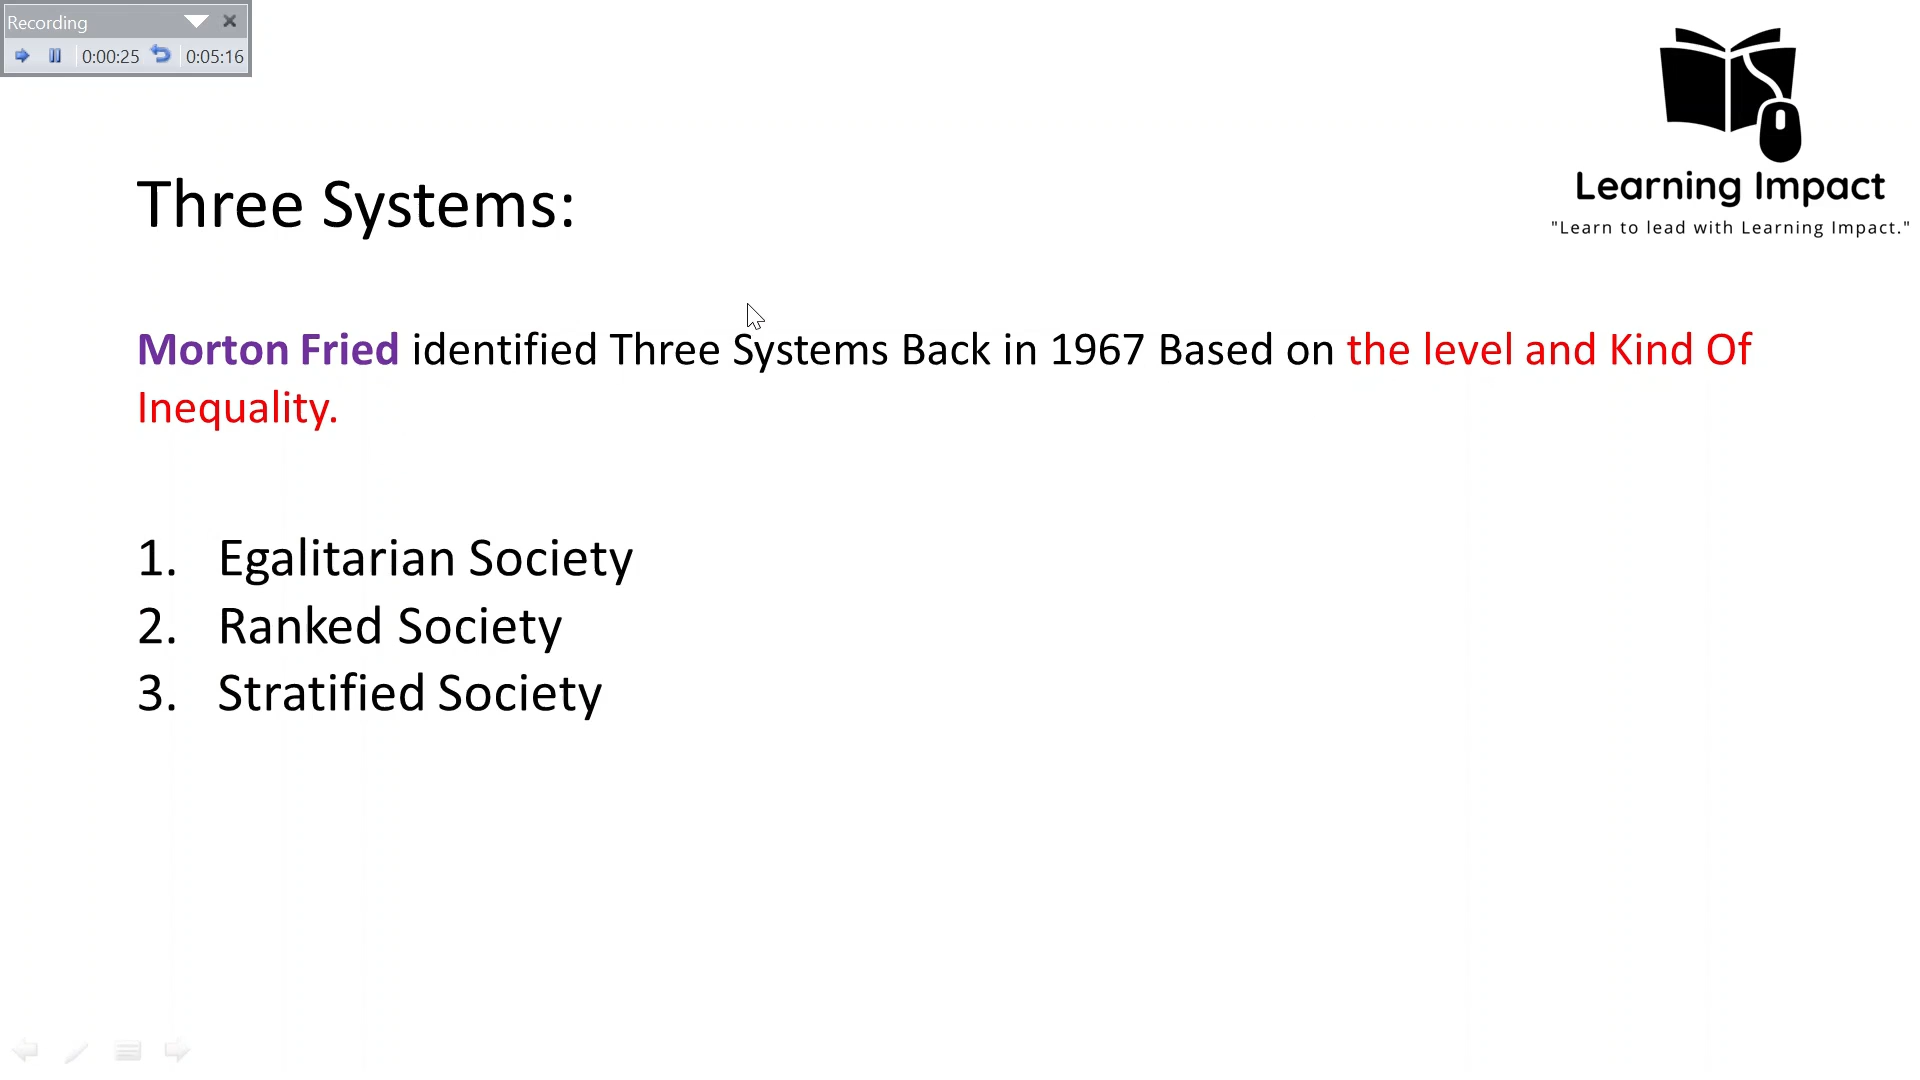 Recording
0:00:25 0:05:16
Learning Impact
"Learn to lead with Learning Impact."
Three Systems:
Morton Fried identified Three Systems Back in 1967 Based on the level and Kind Of
Inequality.
1. Egalitarian Society
2. Ranked Society
3. Stratified Society